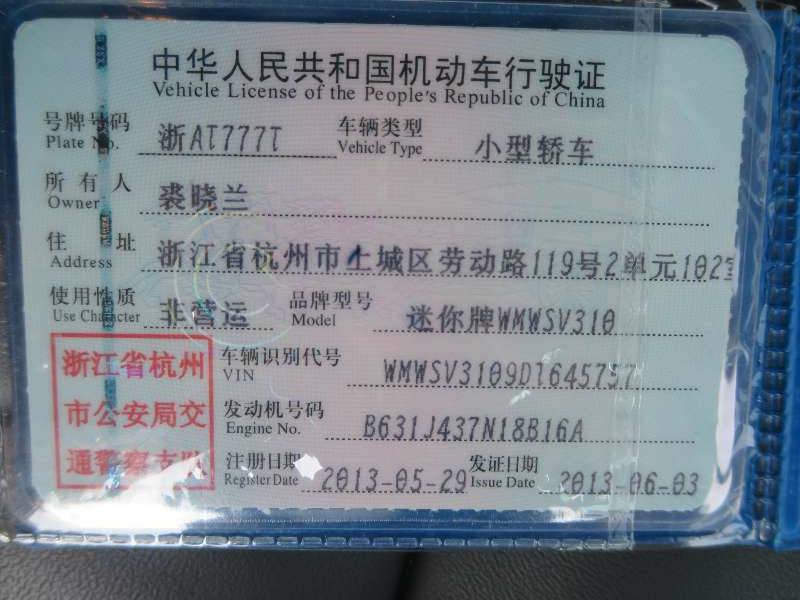 中华人民共和国机动车行驶证
Vehicle License of the People's Republic of China
号牌号码 浙AT777T 车辆类型 小型轿车
Plate No. Vehicle Type
所有人 裘晓兰
Owner
住址 浙江省杭州市上城区劳动路119号2单元102室
Address
使用性质 非营运 品牌型号 迷你牌WMWSV310
Use Character Model
浙江省杭州 车辆识别代号 WMWSV3109DT645757
VIN
市公安局交 发动机号码 B631J437N18B16A
Engine No.
通警察支队 注册日期 2013-05-29 发证日期 2013-06-03
Register Date Issue Date